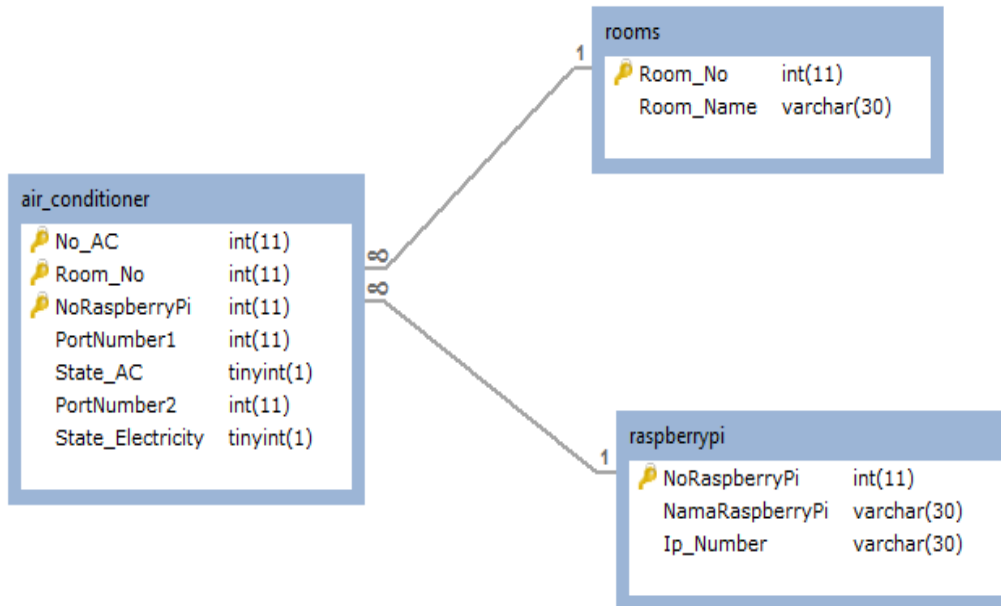 rooms
1
Room_No int(11)
Room_Name varchar(30)
air_conditioner
No_AC int(11)
Room_No int(11)
NoRaspberryPi int(11)
PortNumber1 int(11)
State_AC tinyint(1)
PortNumber2 int(11)
State_Electricity tinyint(1)
∞
∞
raspberrypi
1
NoRaspberryPi int(11)
NamaRaspberryPi varchar(30)
Ip_Number varchar(30)